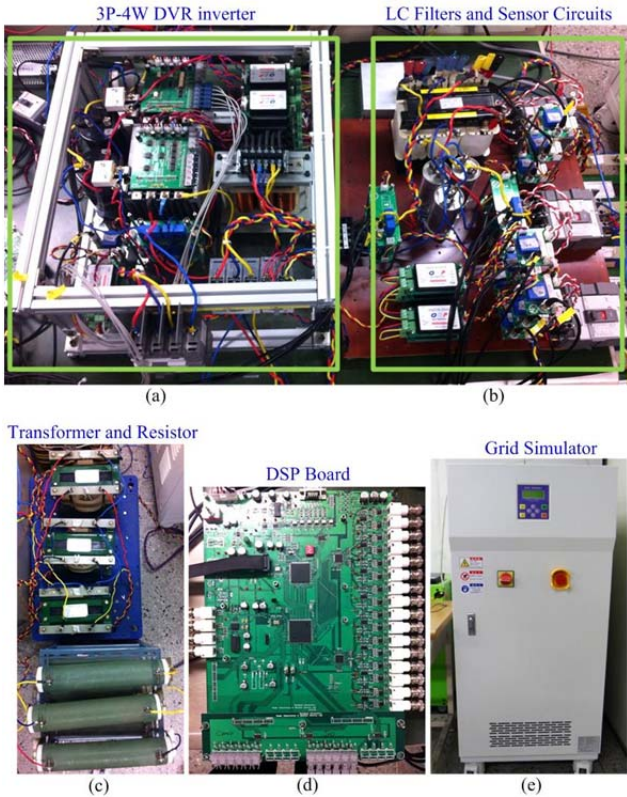 3P-4W DVR inverter
LC Filters and Sensor Circuits
(a)
(b)
Transformer and Resistor
DSP Board
Grid Simulator
(c)
(d)
(e)